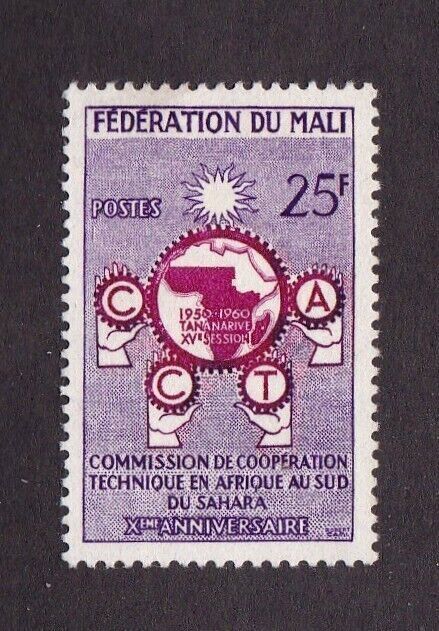 FÉDÉRATION DU MALI
POSTES 25F
1950-1960
TANANARIVE
XVE SESSION
C C T A
COMMISSION DE COOPÉRATION
TECHNIQUE EN AFRIQUE AU SUD
DU SAHARA
XEME ANNIVERSAIRE